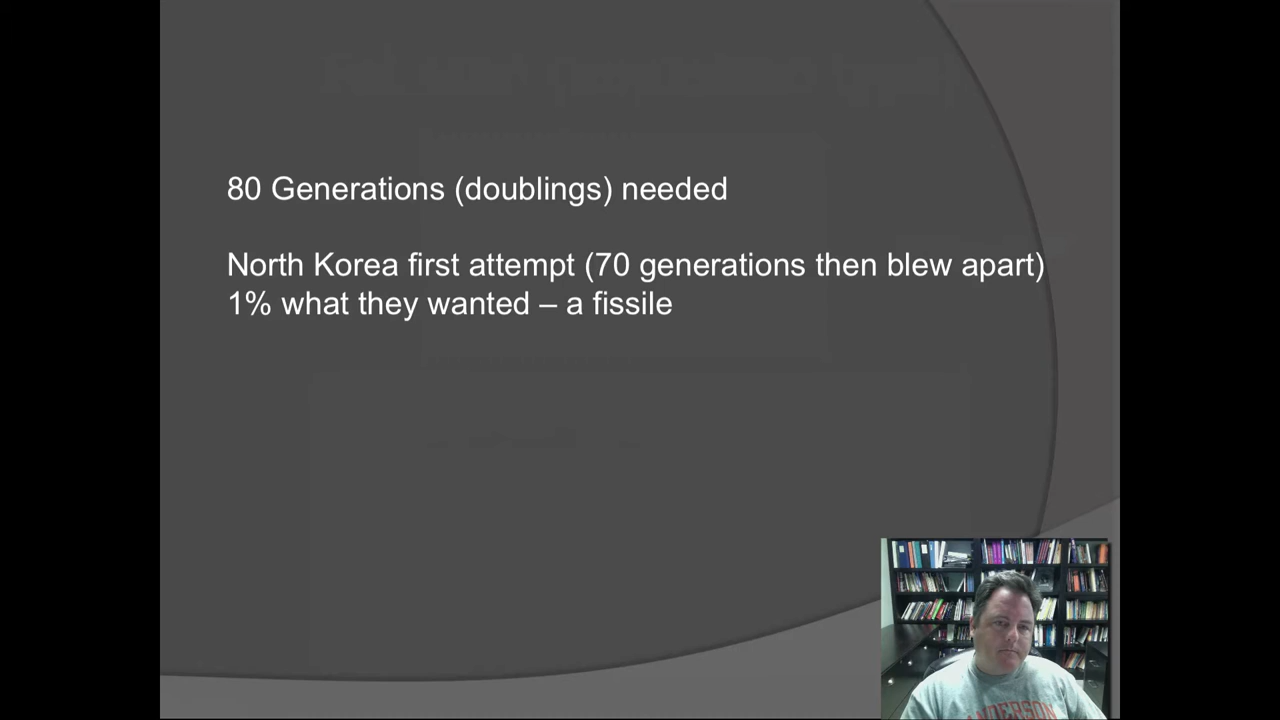 80 Generations (doublings) needed
North Korea first attempt (70 generations then blew apart)
1% what they wanted – a fissile